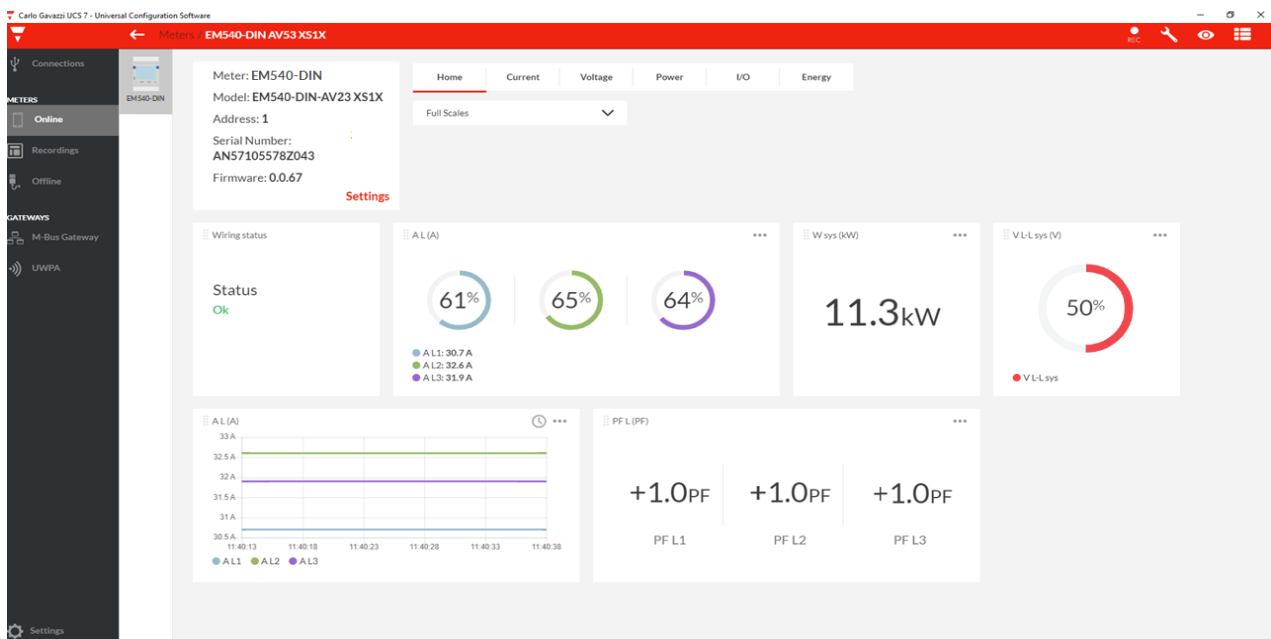 Carlo Gavazzi UCS 7 - Universal Configuration Software
Meters / EM540-DIN AV53 XS1X
REC
Connections
METERS
Online
Recordings
Offline
GATEWAYS
M-Bus Gateway
UWPA
Settings
EM540-DIN
Meter: EM540-DIN
Model: EM540-DIN-AV23 XS1X
Address: 1
Serial Number:
AN57105578Z043
Firmware: 0.0.67
Settings
Home Current Voltage Power I/O Energy
Full Scales
Wiring status
Status
Ok
A L (A)
61% 65% 64%
A L1: 30.7 A
A L2: 32.6 A
A L3: 31.9 A
W sys (kW)
11.3kW
V L-L sys (V)
50%
V L-L sys
A L (A)
33 A
32.5 A
32 A
31.5 A
31 A
30.5 A
11:40:13 11:40:18 11:40:23 11:40:28 11:40:33 11:40:38
A L1 A L2 A L3
PF L (PF)
+1.0PF +1.0PF +1.0PF
PF L1 PF L2 PF L3